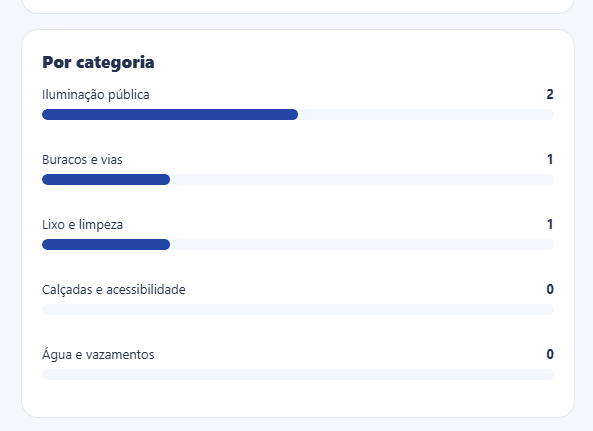 Por categoria
Iluminação pública 2
Buracos e vias 1
Lixo e limpeza 1
Calçadas e acessibilidade 0
Água e vazamentos 0